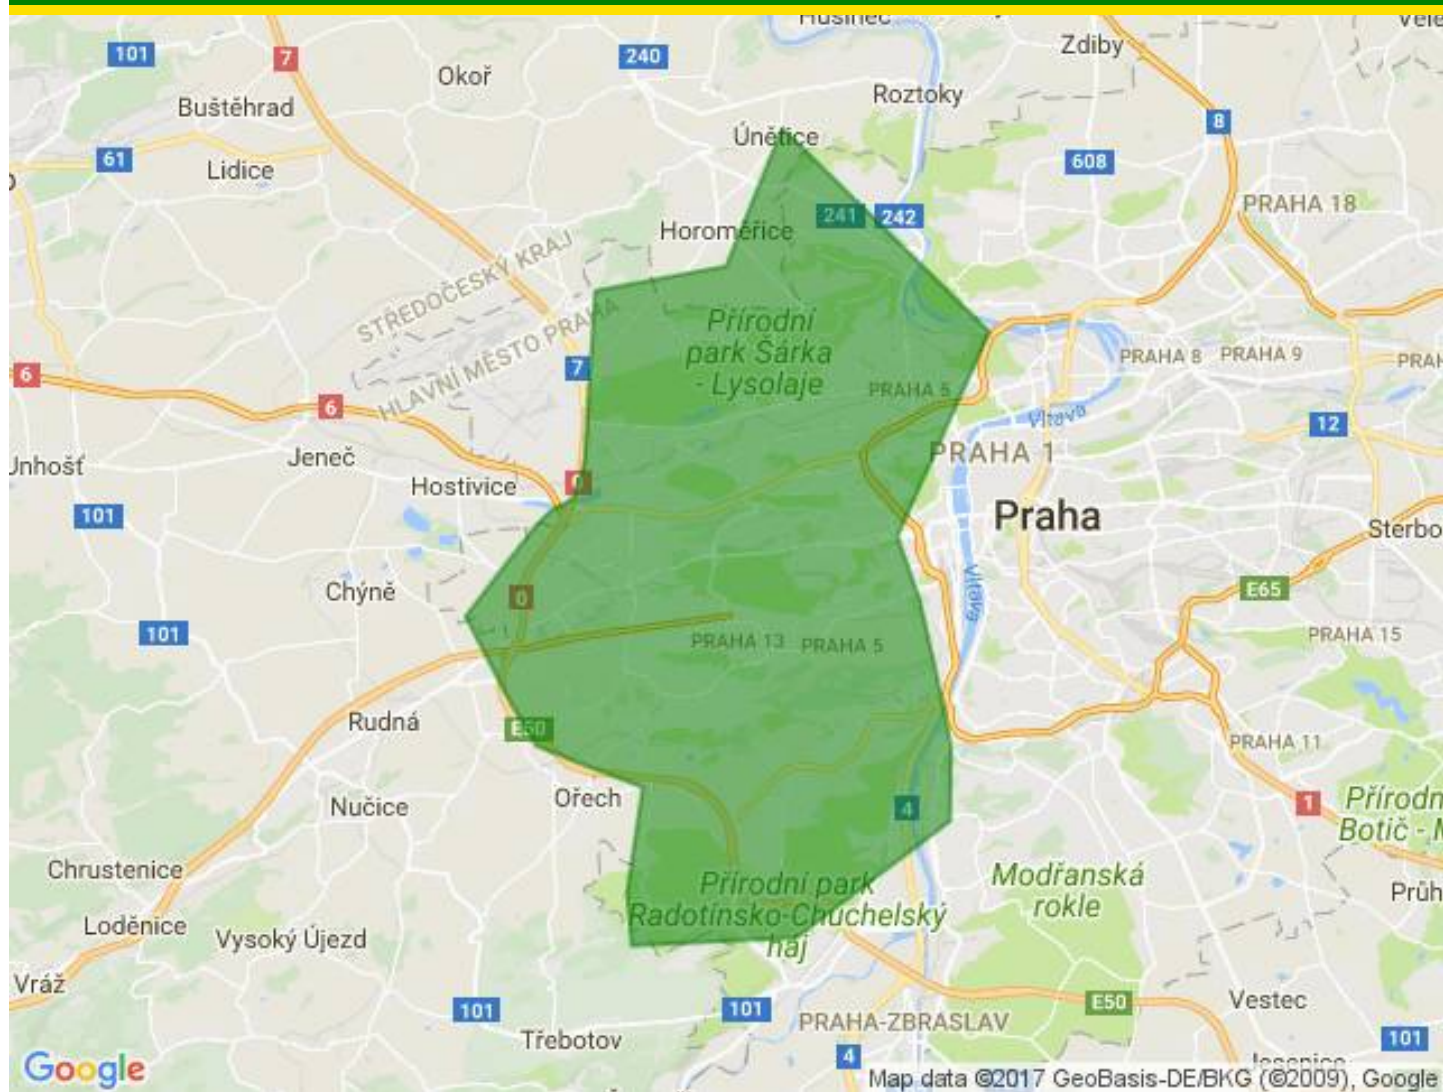 Husinec
101
7
Okoř
240
Zdiby
Buštěhrad
Roztoky
8
61
Lidice
Únětice
608
241
242
PRAHA 18
Horoměřice
STŘEDOČESKÝ KRAJ
HLAVNÍ MĚSTO PRAHA
Přírodní
park Šárka
- Lysolaje
7
PRAHA 8
PRAHA 9
6
6
PRAHA 5
Vltava
12
Jeneč
PRAHA 1
Hostivice
0
101
Praha
Sterbo
Chýně
0
Vltava
E65
101
PRAHA 13
PRAHA 5
PRAHA 15
Rudná
E50
PRAHA 11
Nučice
Ořech
4
1
Přírodn
Botič - M
Chrustenice
Přírodní park
Radotínsko-Chuchelský
háj
Modřanská
rokle
Průh
Loděnice
Vysoký Újezd
Vráž
101
101
E50
Vestec
Třebotov
PRAHA-ZBRASLAV
4
101
Jesenice
Google
Map data ©2017 GeoBasis-DE/BKG (©2009), Google